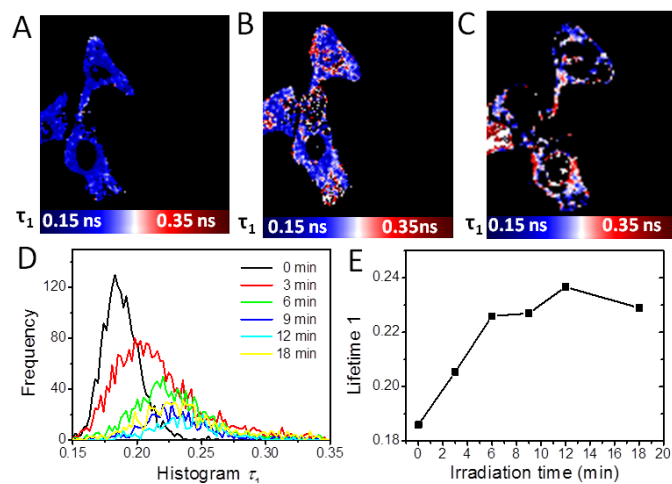 A
B
C
τ₁
0.15 ns
0.35 ns
τ₁
0.15 ns
0.35ns
τ₁
0.15 ns
0.35 ns
D
Frequency
120
80
40
0
0 min
3 min
6 min
9 min
12 min
18 min
0.15
0.20
0.25
0.30
0.35
Histogram τ₁
E
Lifetime 1
0.24
0.22
0.20
0.18
0
2
4
6
8
10
12
14
16
18
20
Irradiation time (min)